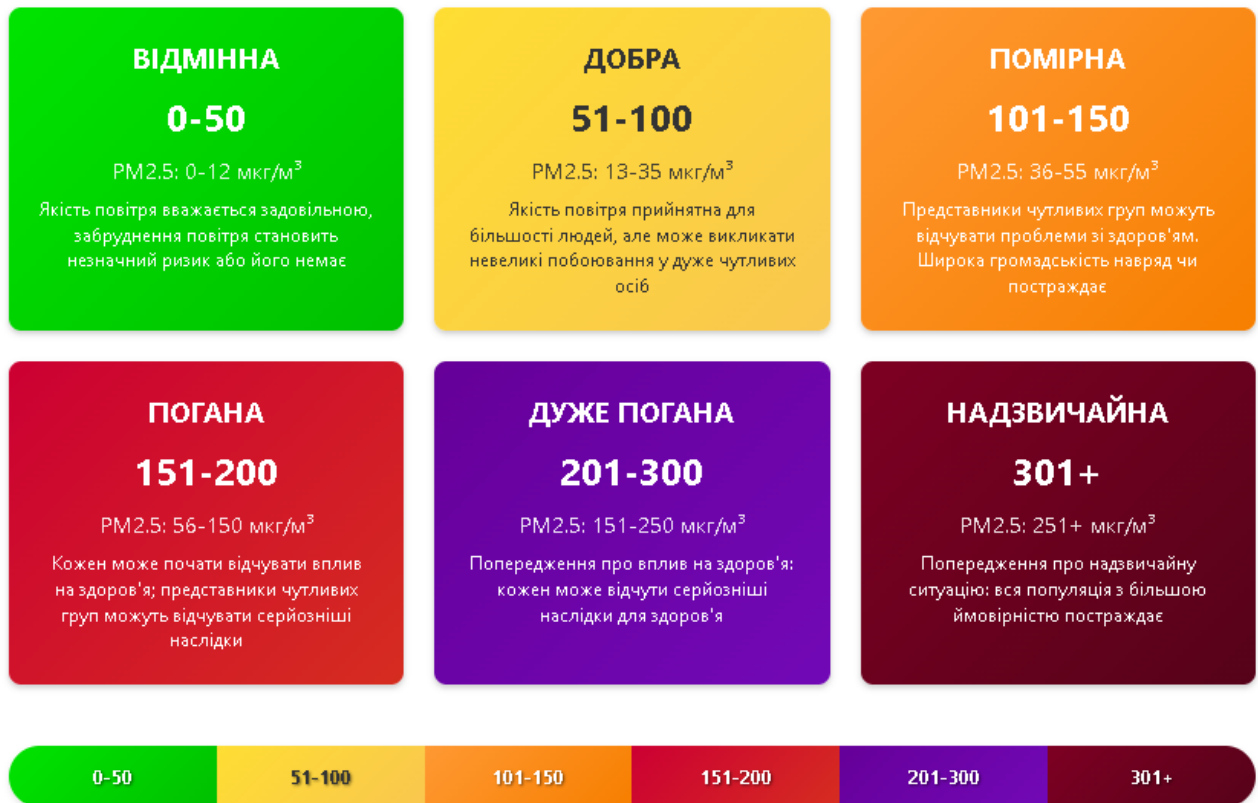 ВІДМІННА
0-50
PM2.5: 0-12 мкг/м³
Якість повітря вважається задовільною,
забруднення повітря становить
незначний ризик або його немає
ДОБРА
51-100
PM2.5: 13-35 мкг/м³
Якість повітря прийнятна для
більшості людей, але може викликати
невеликі побоювання у дуже чутливих
осіб
ПОМІРНА
101-150
PM2.5: 36-55 мкг/м³
Представники чутливих груп можуть
відчувати проблеми зі здоров'ям.
Широка громадськість навряд чи
постраждає
ПОГАНА
151-200
PM2.5: 56-150 мкг/м³
Кожен може почати відчувати вплив
на здоров'я; представники чутливих
груп можуть відчувати серйозніші
наслідки
ДУЖЕ ПОГАНА
201-300
PM2.5: 151-250 мкг/м³
Попередження про вплив на здоров'я:
кожен може відчути серйозніші
наслідки для здоров'я
НАДЗВИЧАЙНА
301+
PM2.5: 251+ мкг/м³
Попередження про надзвичайну
ситуацію: вся популяція з більшою
ймовірністю постраждає
0-50 51-100 101-150 151-200 201-300 301+